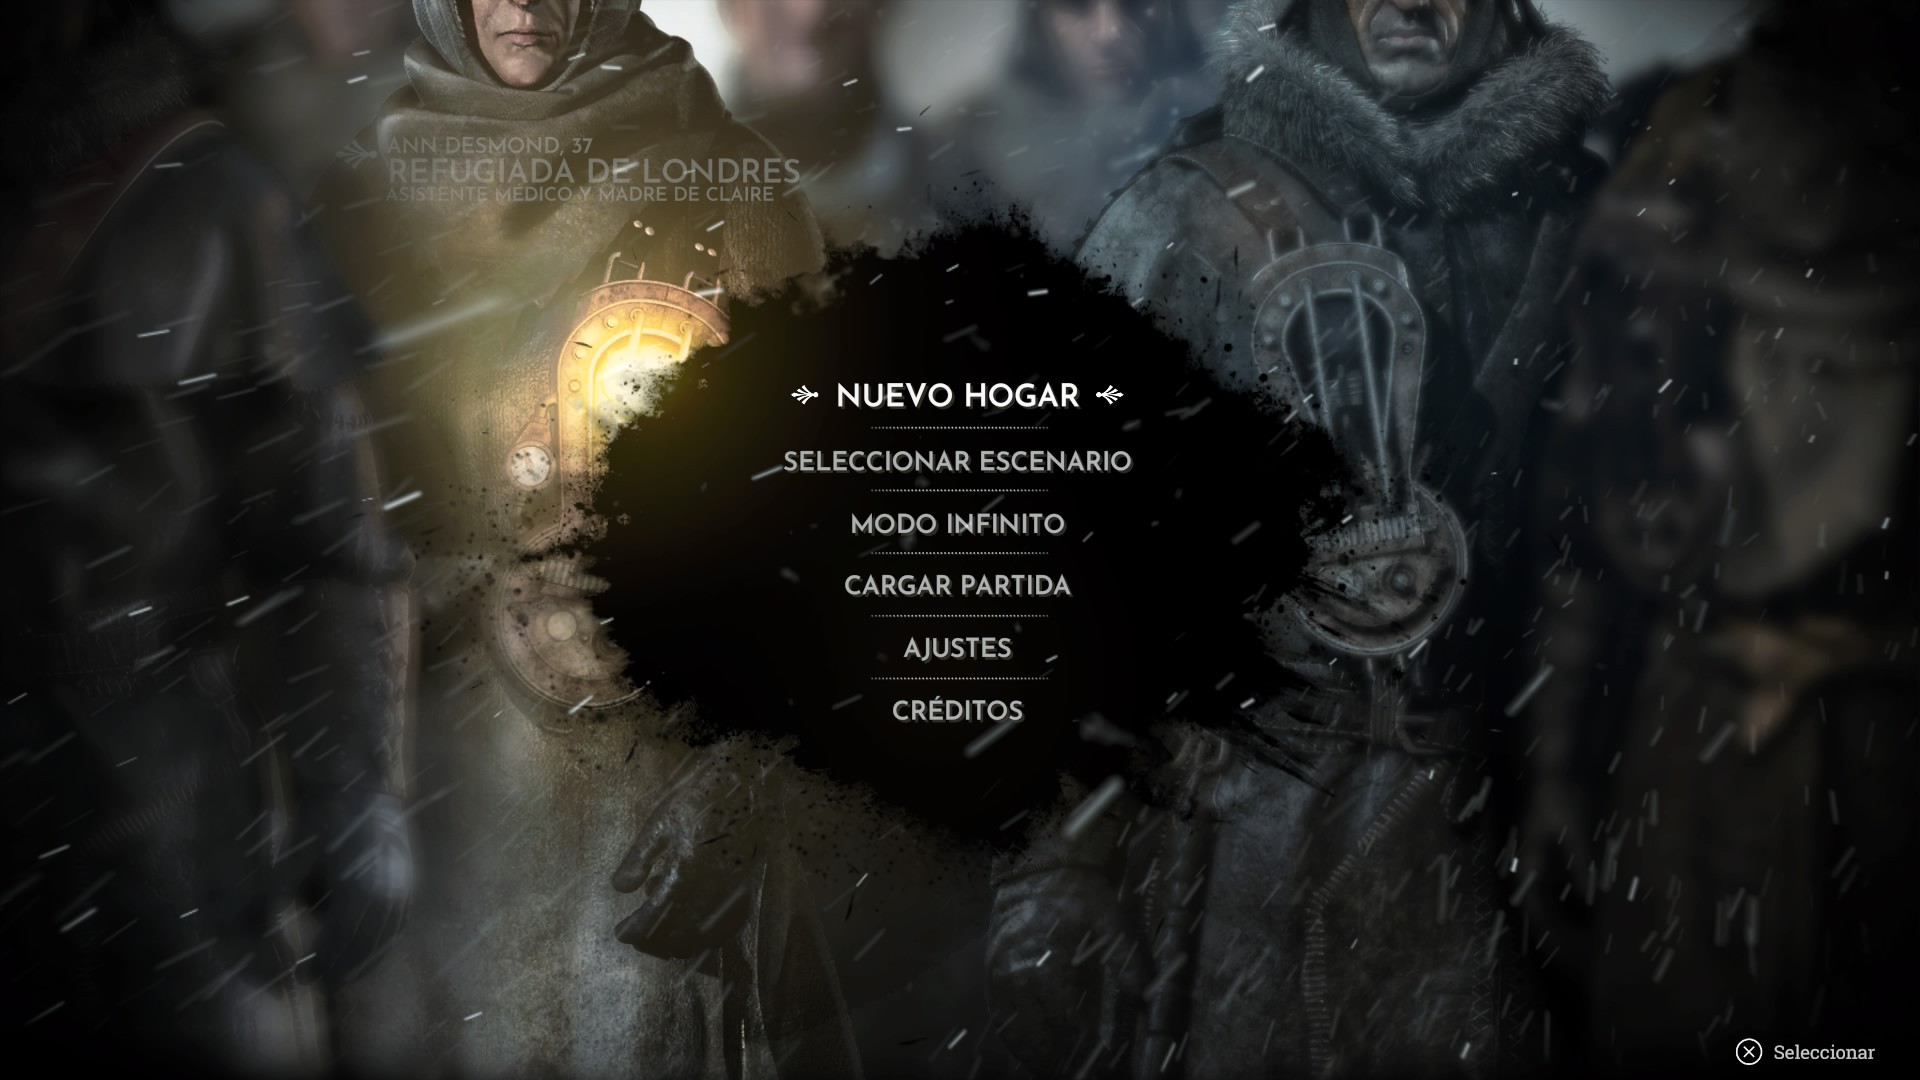 ANN DESMOND, 37
REFUGIADA DE LONDRES
ASISTENTE MÉDICO Y MADRE DE CLAIRE
NUEVO HOGAR
SELECCIONAR ESCENARIO
MODO INFINITO
CARGAR PARTIDA
AJUSTES
CRÉDITOS
Seleccionar